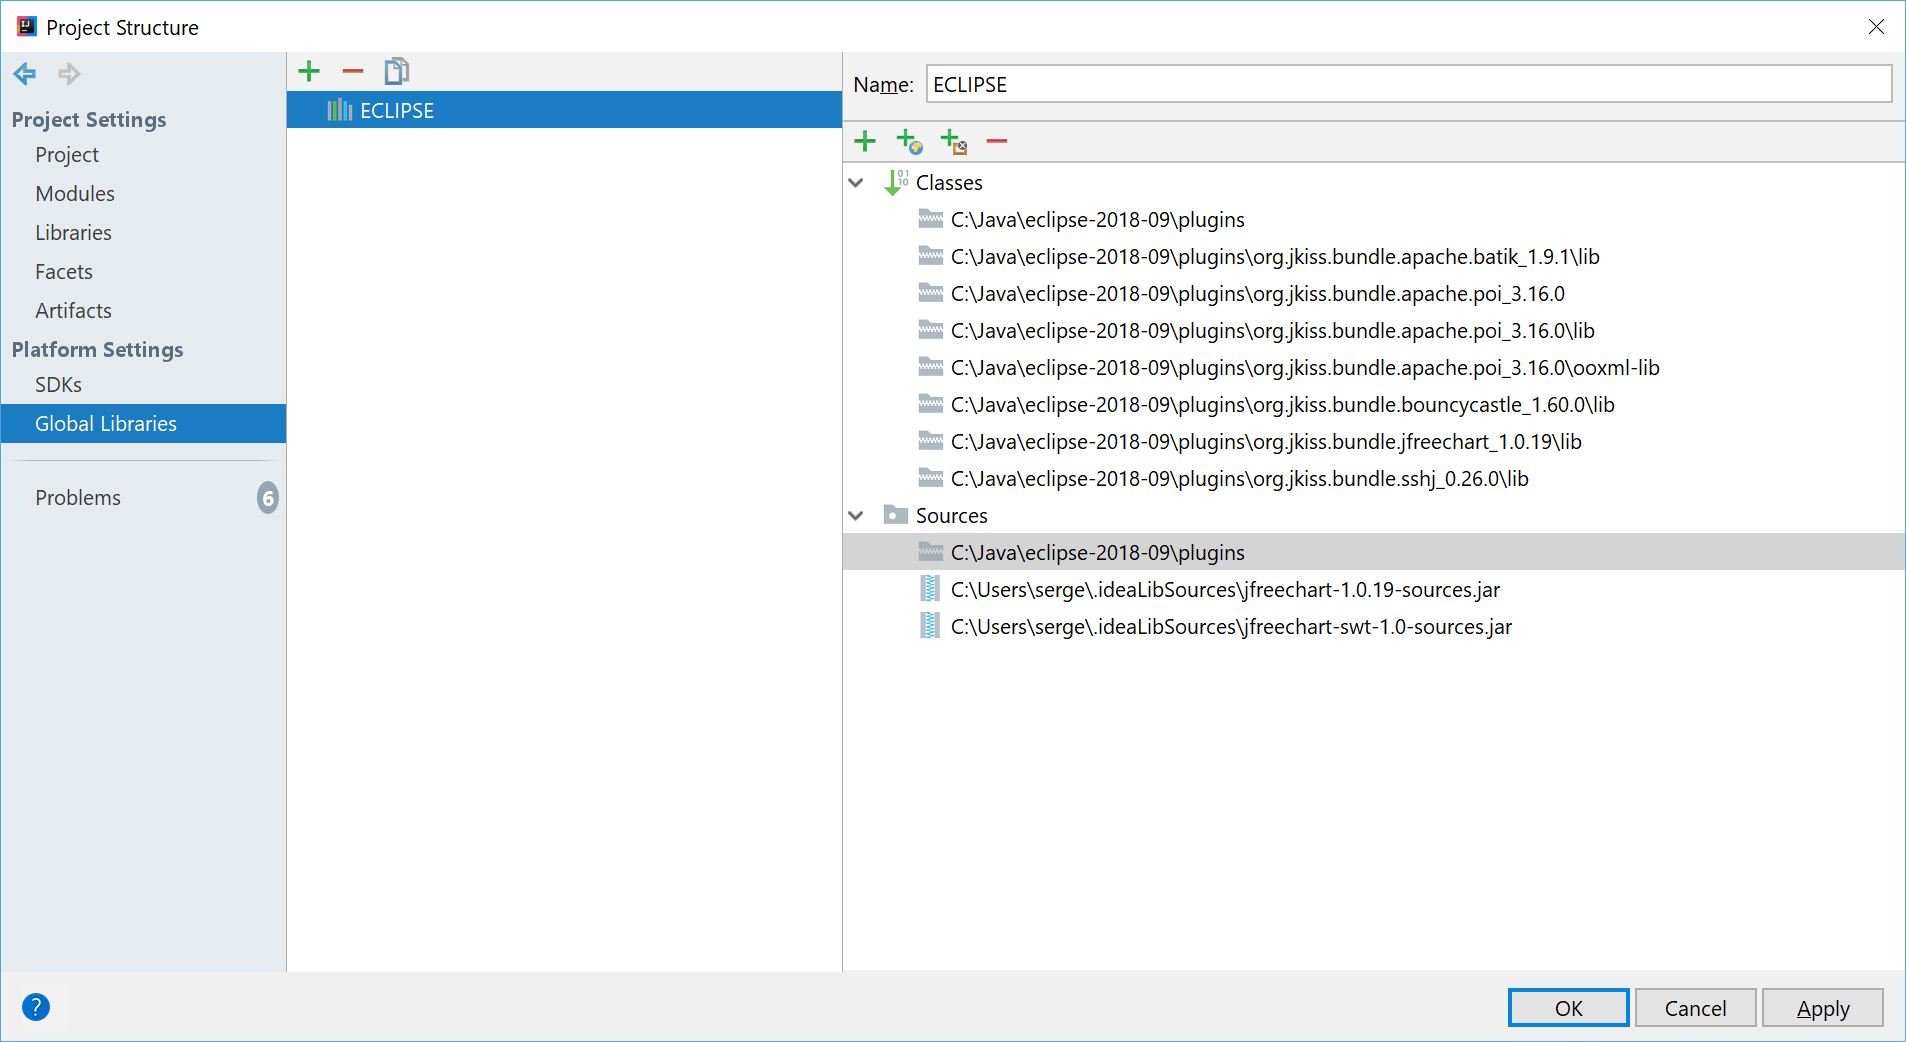 Project Structure
Project Settings
Project
Modules
Libraries
Facets
Artifacts
Platform Settings
SDKs
Global Libraries
Problems
6
ECLIPSE
Name: ECLIPSE
Classes
C:\Java\eclipse-2018-09\plugins
C:\Java\eclipse-2018-09\plugins\org.jkiss.bundle.apache.batik_1.9.1\lib
C:\Java\eclipse-2018-09\plugins\org.jkiss.bundle.apache.poi_3.16.0
C:\Java\eclipse-2018-09\plugins\org.jkiss.bundle.apache.poi_3.16.0\lib
C:\Java\eclipse-2018-09\plugins\org.jkiss.bundle.apache.poi_3.16.0\ooxml-lib
C:\Java\eclipse-2018-09\plugins\org.jkiss.bundle.bouncycastle_1.60.0\lib
C:\Java\eclipse-2018-09\plugins\org.jkiss.bundle.jfreechart_1.0.19\lib
C:\Java\eclipse-2018-09\plugins\org.jkiss.bundle.sshj_0.26.0\lib
Sources
C:\Java\eclipse-2018-09\plugins
C:\Users\serge\.ideaLibSources\jfreechart-1.0.19-sources.jar
C:\Users\serge\.ideaLibSources\jfreechart-swt-1.0-sources.jar
?
OK
Cancel
Apply